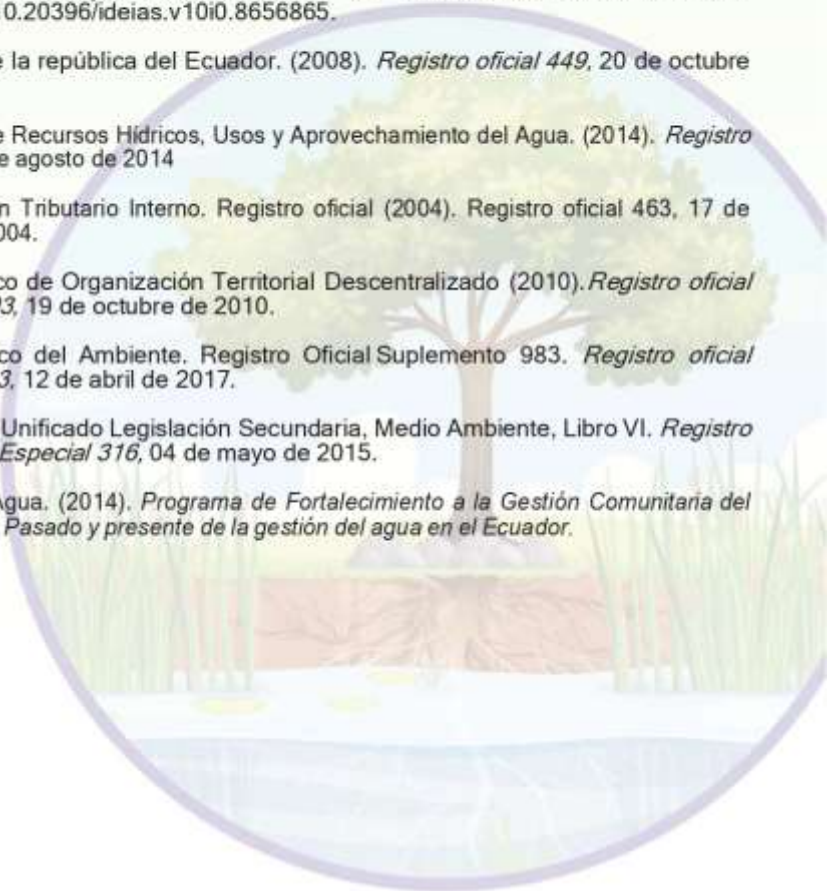 0.20396/ideias.v10i0.8656865.
e la república del Ecuador. (2008). Registro oficial 449, 20 de octubre
e Recursos Hídricos, Usos y Aprovechamiento del Agua. (2014). Registro
e agosto de 2014
n Tributario Interno. Registro oficial (2004). Registro oficial 463, 17 de
004.
co de Organización Territorial Descentralizado (2010). Registro oficial
3, 19 de octubre de 2010.
co del Ambiente. Registro Oficial Suplemento 983. Registro oficial
3, 12 de abril de 2017.
Unificado Legislación Secundaria, Medio Ambiente, Libro VI. Registro
Especial 316, 04 de mayo de 2015.
Agua. (2014). Programa de Fortalecimiento a la Gestión Comunitaria del
Pasado y presente de la gestión del agua en el Ecuador.